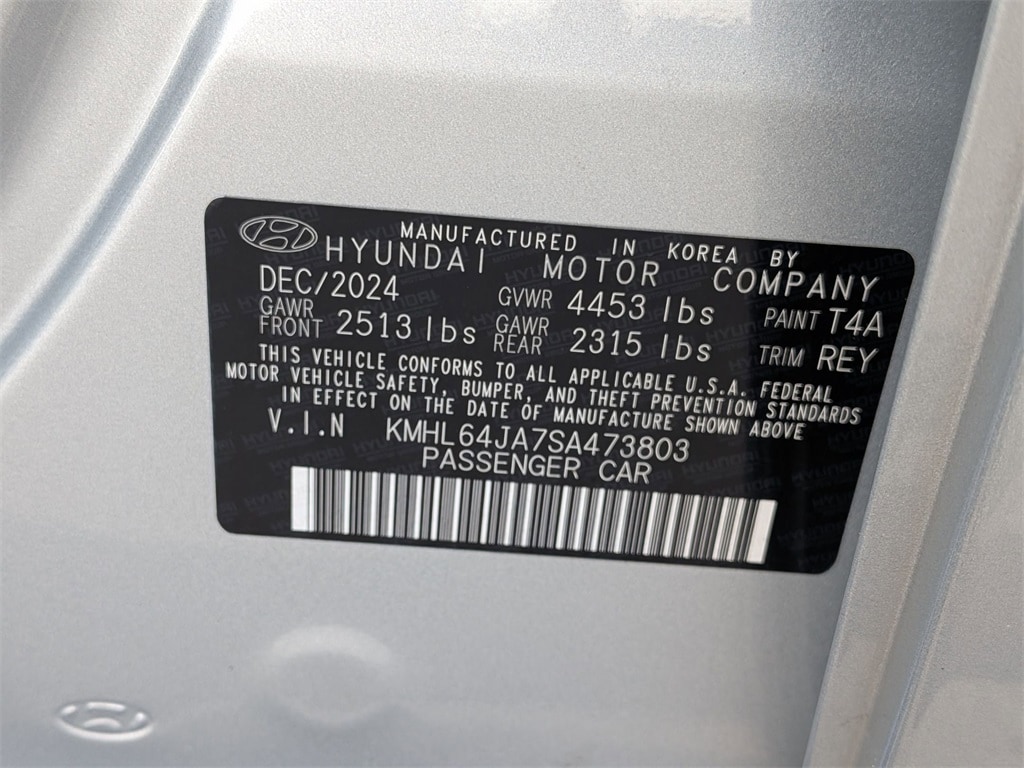 MANUFACTURED IN KOREA BY
HYUNDAI MOTOR COMPANY
DEC/2024 GVWR 4453 lbs PAINT T4A
GAWR FRONT 2513 lbs GAWR REAR 2315 lbs TRIM REY
THIS VEHICLE CONFORMS TO ALL APPLICABLE U.S.A. FEDERAL
MOTOR VEHICLE SAFETY, BUMPER, AND THEFT PREVENTION STANDARDS
IN EFFECT ON THE DATE OF MANUFACTURE SHOWN ABOVE
V.I.N KMHL64JA7SA473803
PASSENGER CAR